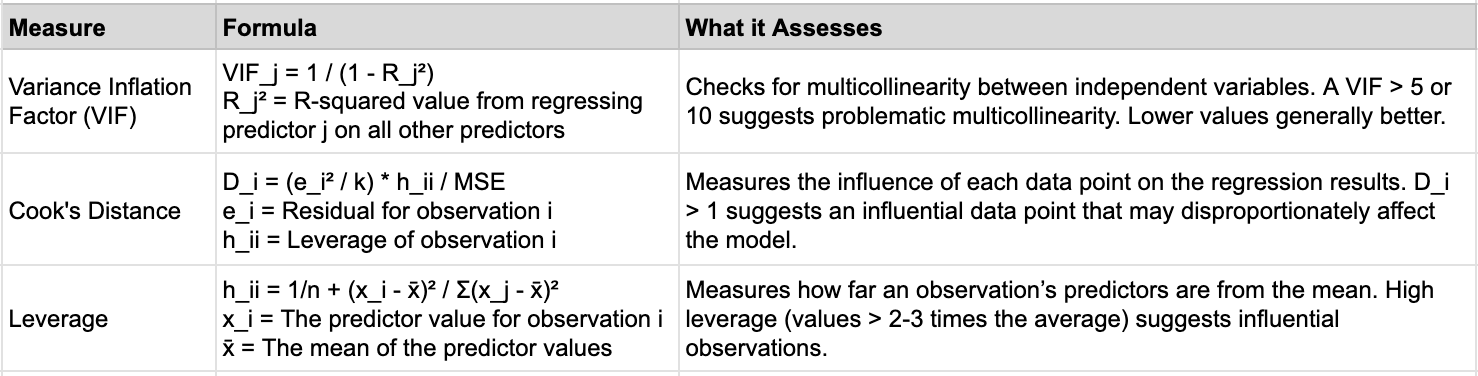 Measure
Formula
What it Assesses
Variance Inflation
Factor (VIF)
VIF_j = 1 / (1 - R_j²)
R_j² = R-squared value from regressing
predictor j on all other predictors
Checks for multicollinearity between independent variables. A VIF > 5 or
10 suggests problematic multicollinearity. Lower values generally better.
Cook's Distance
D_i = (e_i² / k) * h_ii / MSE
e_i = Residual for observation i
h_ii = Leverage of observation i
Measures the influence of each data point on the regression results. D_i
> 1 suggests an influential data point that may disproportionately affect
the model.
Leverage
h_ii = 1/n + (x_i - x̄)² / Σ(x_j - x̄)²
x_i = The predictor value for observation i
x̄ = The mean of the predictor values
Measures how far an observation’s predictors are from the mean. High
leverage (values > 2-3 times the average) suggests influential
observations.